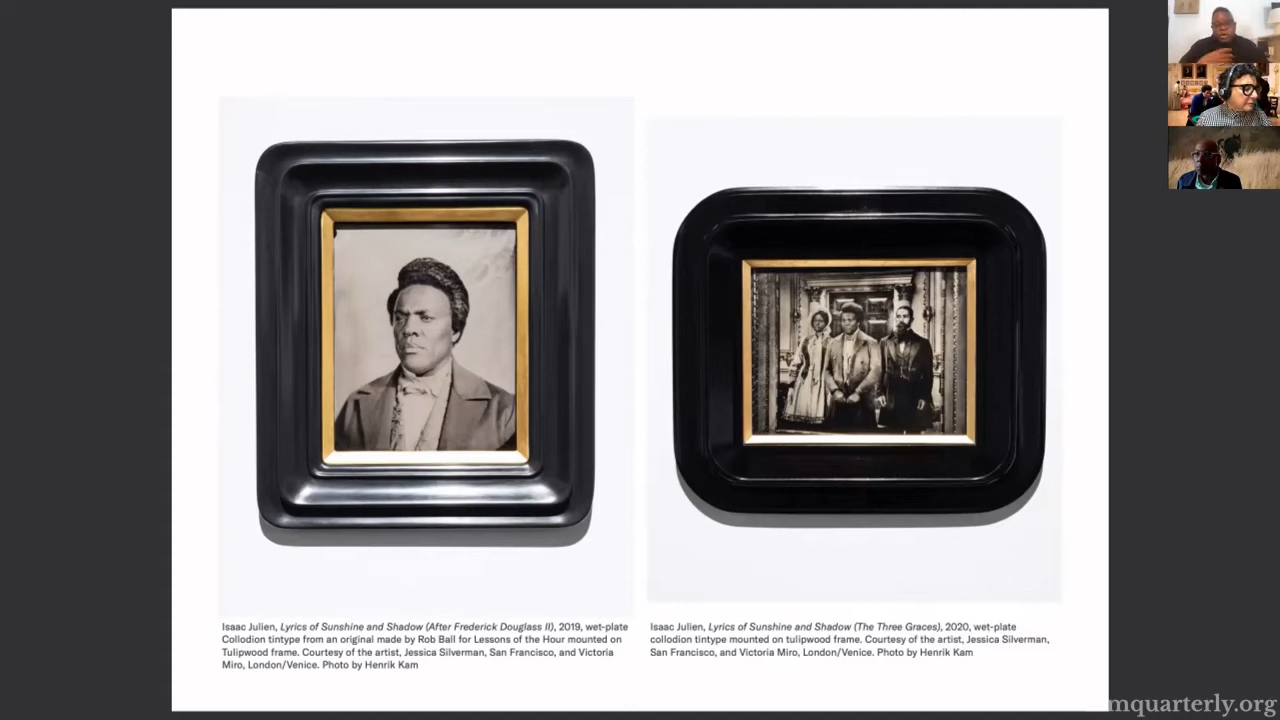 Isaac Julien, Lyrics of Sunshine and Shadow (After Frederick Douglass II), 2019, wet-plate
Collodion tintype from an original made by Rob Ball for Lessons of the Hour mounted on
Tulipwood frame. Courtesy of the artist, Jessica Silverman, San Francisco, and Victoria
Miro, London/Venice. Photo by Henrik Kam
Isaac Julien, Lyrics of Sunshine and Shadow (The Three Graces), 2020, wet-plate
collodion tintype mounted on tulipwood frame. Courtesy of the artist, Jessica Silverman,
San Francisco, and Victoria Miro, London/Venice. Photo by Henrik Kam
mquarterly.org